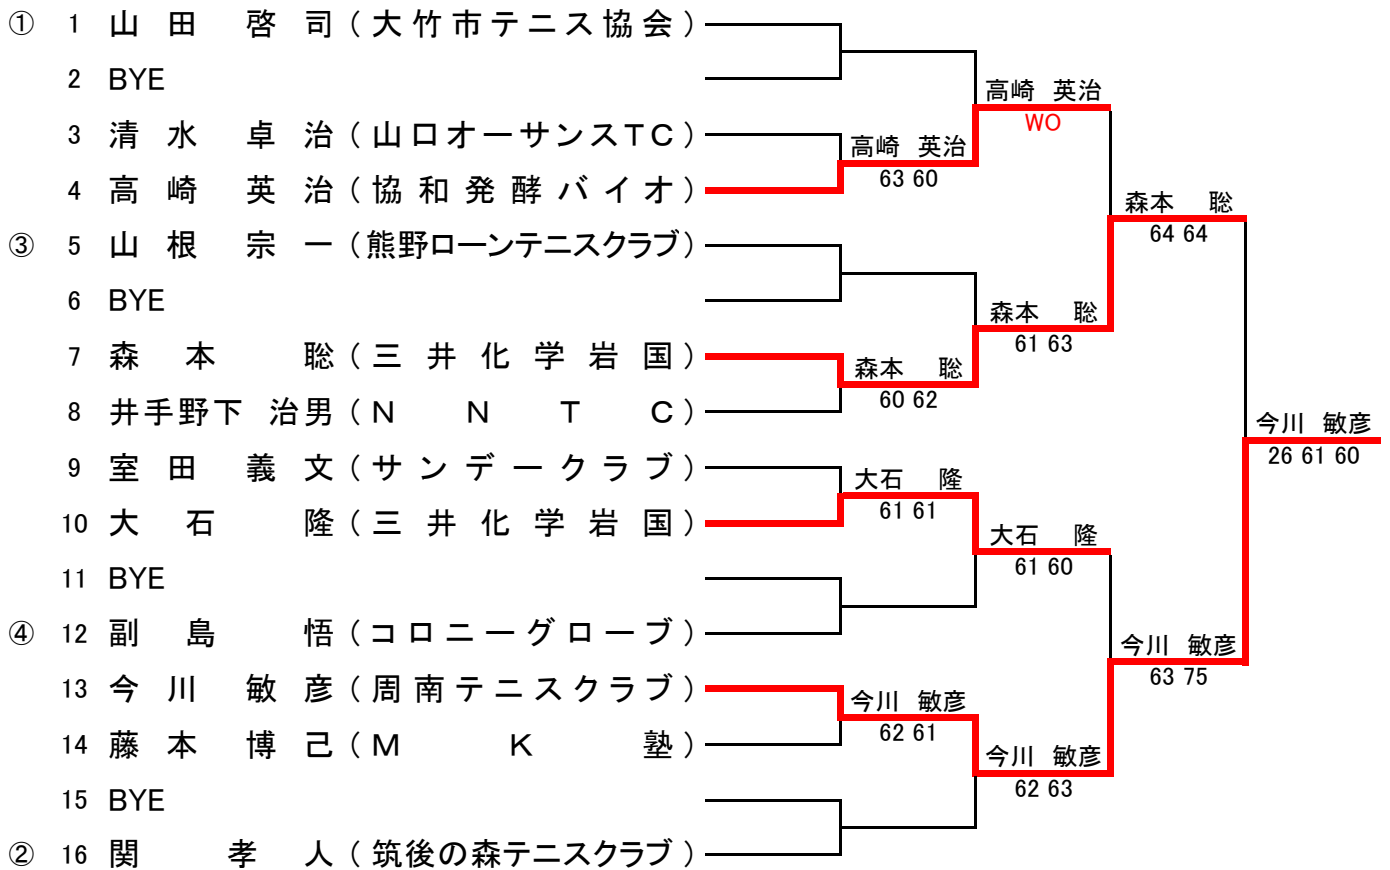 ① 1 山 田 啓 司 ( 大竹市テニス協会 )
2 BYE
高崎 英治
WO
3 清 水 卓 治 ( 山口オーサンスTC )
高崎 英治
63 60
4 高 崎 英 治 ( 協和発酵バイオ )
森本 聡
64 64
③ 5 山 根 宗 一 ( 熊野ローンテニスクラブ )
6 BYE
森本 聡
61 63
7 森 本 聡 ( 三井化学岩国 )
森本 聡
60 62
8 井手野下 治男 ( N N T C )
今川 敏彦
26 61 60
9 室 田 義 文 ( サンデークラブ )
大石 隆
61 61
10 大 石 隆 ( 三井化学岩国 )
大石 隆
61 60
11 BYE
④ 12 副 島 悟 ( コロニーグローブ )
今川 敏彦
63 75
13 今 川 敏 彦 ( 周南テニスクラブ )
今川 敏彦
62 61
14 藤 本 博 己 ( M K 塾 )
今川 敏彦
62 63
15 BYE
② 16 関 孝 人 ( 筑後の森テニスクラブ )